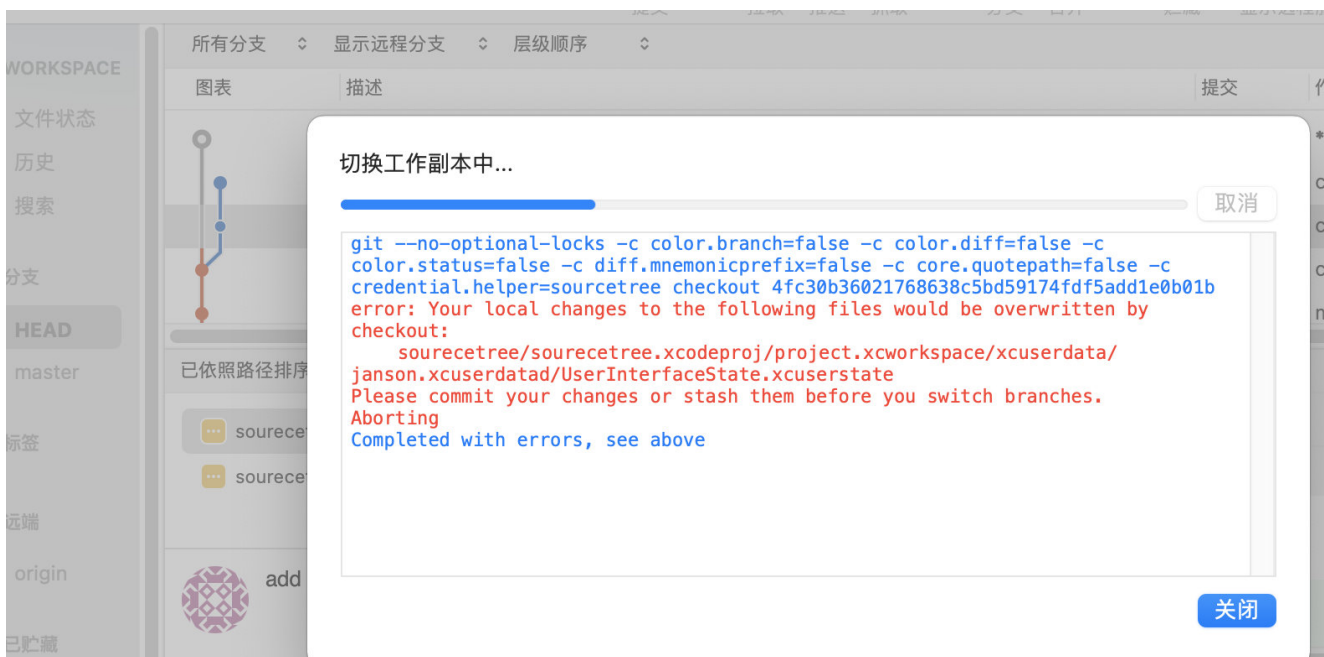 所有分支 显示远程分支 层级顺序
WORKSPACE
图表 描述 提交
文件状态
历史
搜索
分支
HEAD
master
标签
远端
origin
已贮藏
已依照路径排序
sourecet
sourecet
add
切换工作副本中...
取消
git --no-optional-locks -c color.branch=false -c color.diff=false -c
color.status=false -c diff.mnemonicprefix=false -c core.quotepath=false -c
credential.helper=sourcetree checkout 4fc30b36021768638c5bd59174fdf5add1e0b01b
error: Your local changes to the following files would be overwritten by
checkout:
sourecetree/sourecetree.xcodeproj/project.xcworkspace/xcuserdata/
janson.xcuserdatad/UserInterfaceState.xcuserstate
Please commit your changes or stash them before you switch branches.
Aborting
Completed with errors, see above
关闭